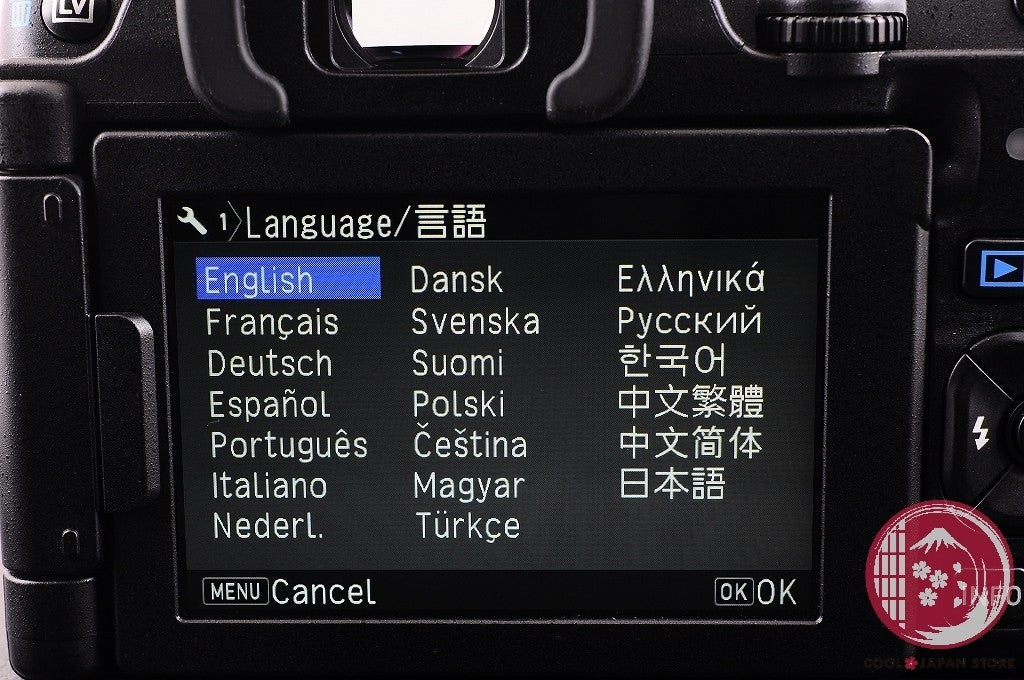 LV
1 Language/言語
English Dansk Ελληνικά
Français Svenska Русский
Deutsch Suomi 한국어
Español Polski 中文繁體
Português Čeština 中文简体
Italiano Magyar 日本語
Nederl. Türkçe
MENU Cancel OK OK
INFO
COOL JAPAN STORE